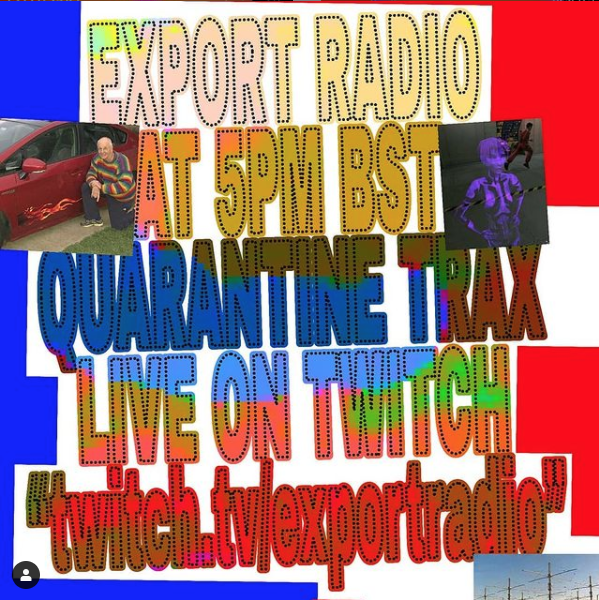 EXPORT RADIO
AT 5PM BST
QUARANTINE TRAX
LIVE ON TWITCH
"twitch.tv/exportradio"